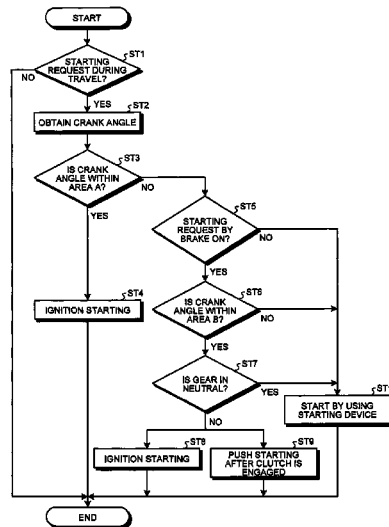 START
ST1
STARTING
REQUEST DURING
TRAVEL?
NO
YES
ST2
OBTAIN CRANK ANGLE
ST3
IS CRANK
ANGLE WITHIN
AREA A?
NO
YES
ST5
STARTING
REQUEST BY
BRAKE ON?
NO
YES
ST4
IGNITION STARTING
ST6
IS CRANK
ANGLE WITHIN
AREA B?
NO
YES
ST7
IS GEAR IN
NEUTRAL?
YES
NO
START BY USING
STARTING DEVICE
ST8
IGNITION STARTING
ST9
PUSH STARTING
AFTER CLUTCH IS
ENGAGED
END